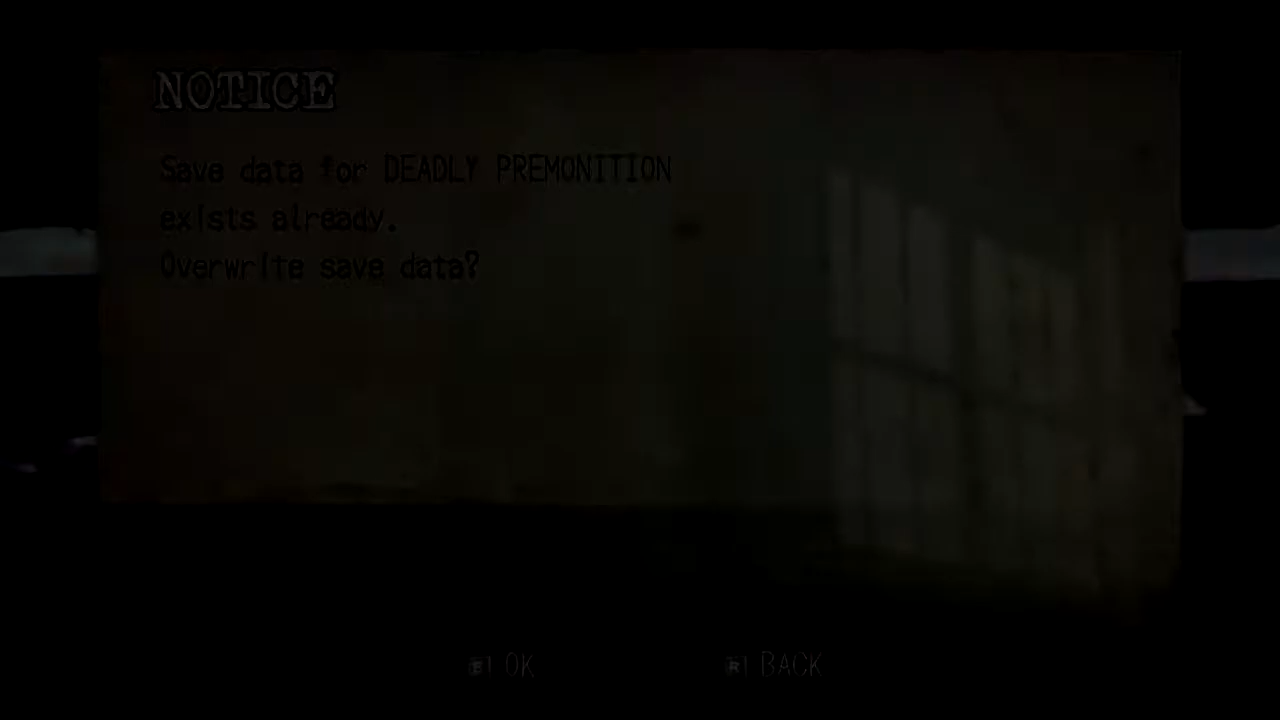 NOTICE
Save data for DEADLY PREMONITION
exists already.
Overwrite save data?
E OK
R BACK